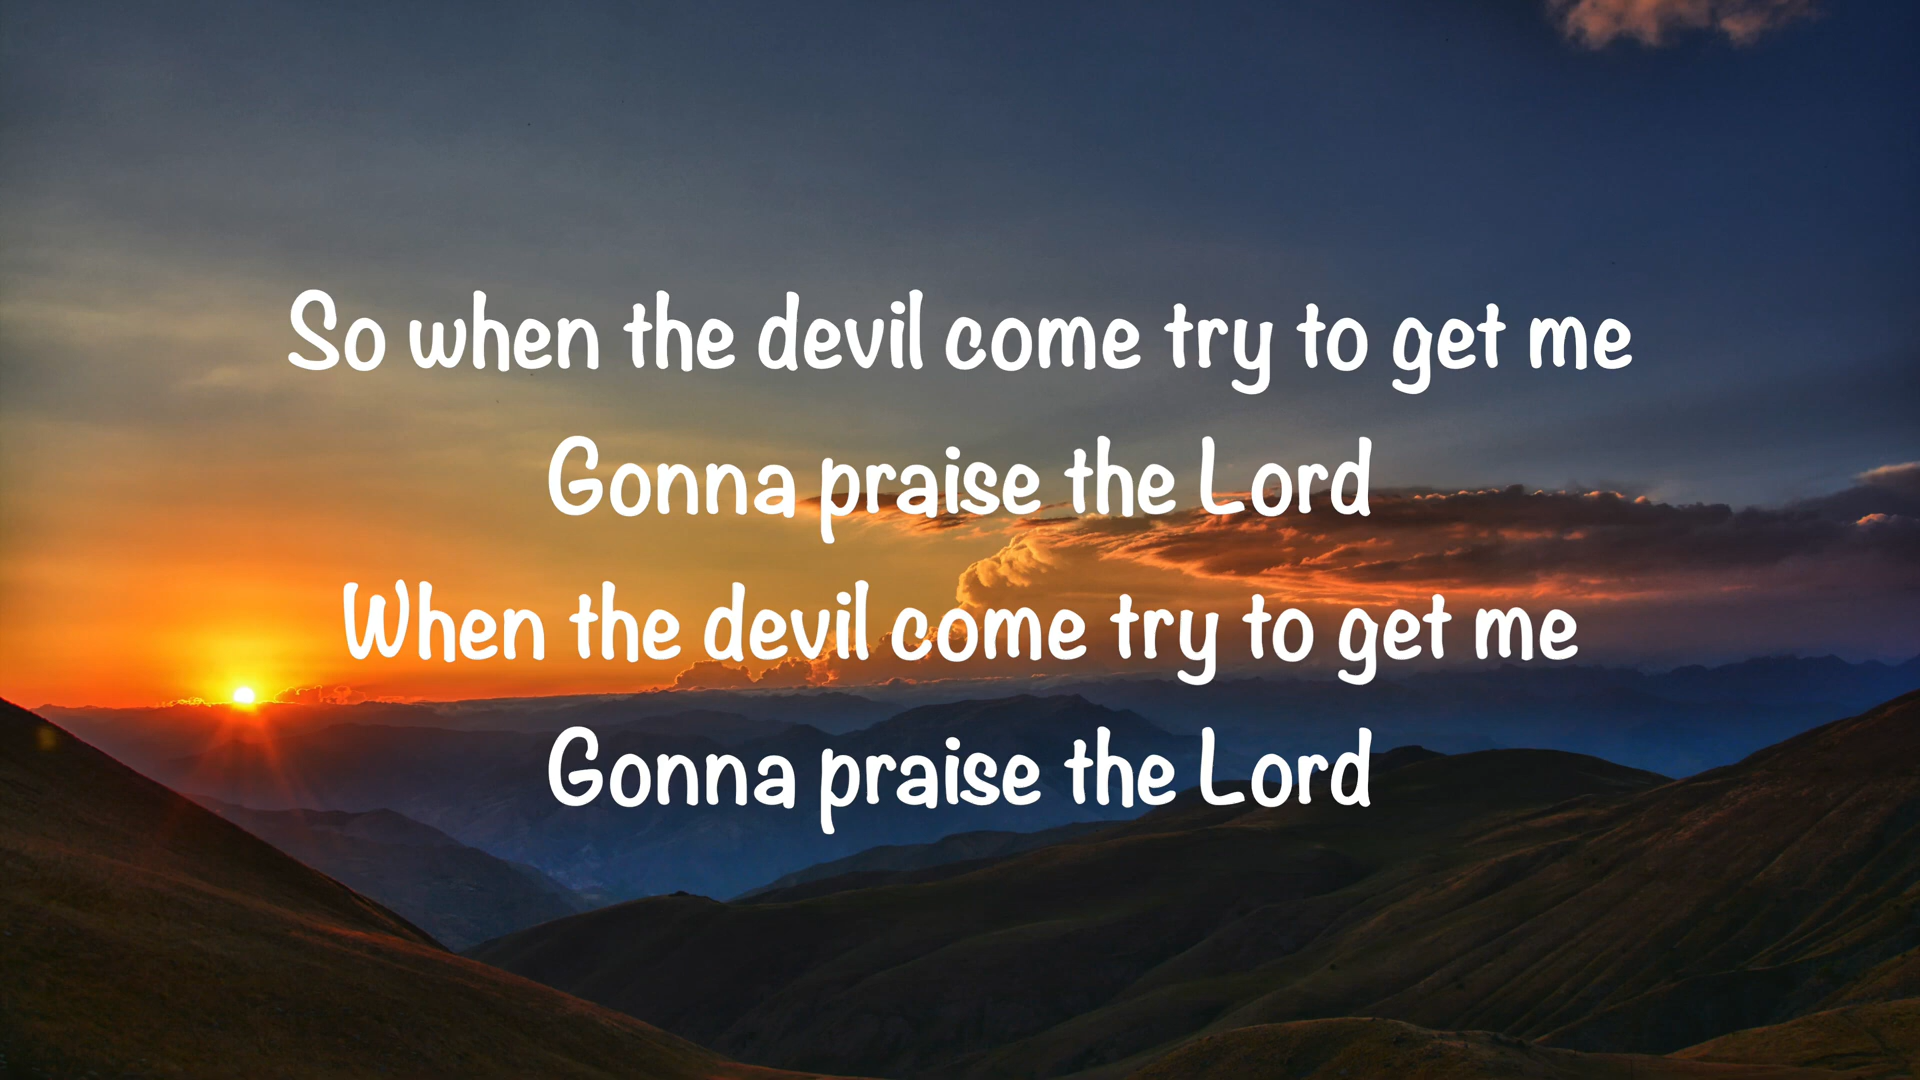 So when the devil come try to get me
Gonna praise the Lord
When the devil come try to get me
Gonna praise the Lord